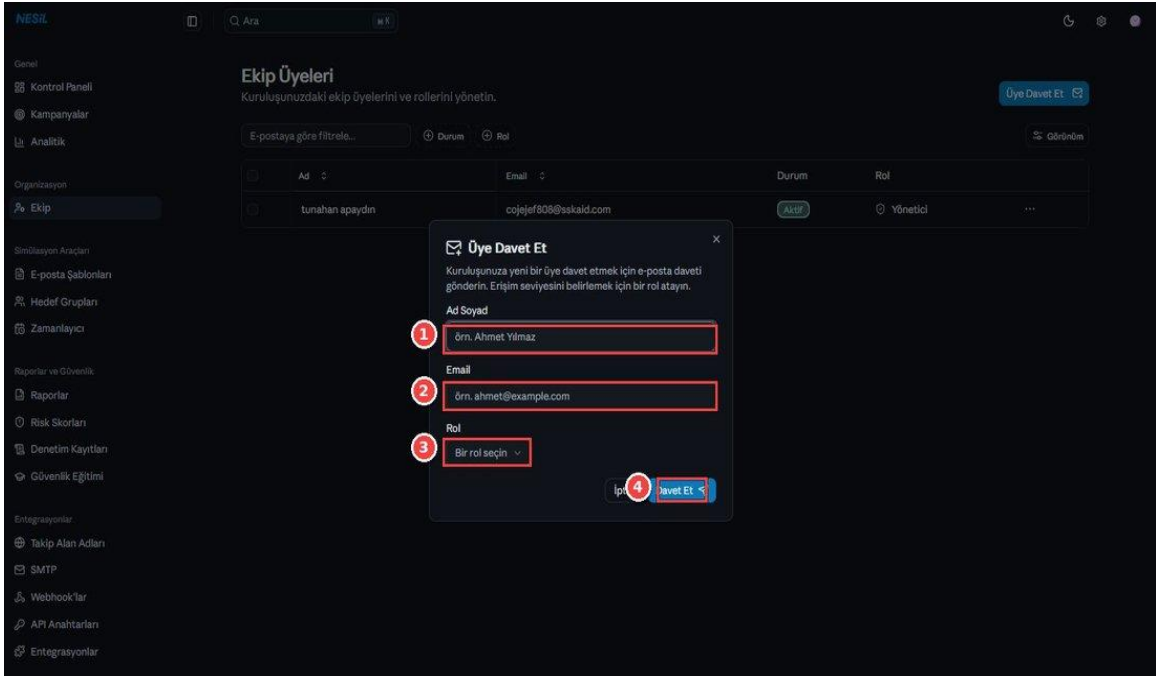 NESİL
Ara
⌘ K
Genel
Kontrol Paneli
Kampanyalar
Analitik
Organizasyon
Ekip
Simülasyon Araçları
E-posta Şablonları
Hedef Grupları
Zamanlayıcı
Raporlar ve Güvenlik
Raporlar
Risk Skorları
Denetim Kayıtları
Güvenlik Eğitimi
Entegrasyonlar
Takip Alan Adları
SMTP
Webhook'lar
API Anahtarları
Entegrasyonlar
Ekip Üyeleri
Kuruluşunuzdaki ekip üyelerini ve rollerini yönetin.
Üye Davet Et
E-postaya göre filtrele... Durum Rol Görünüm
Ad Email Durum Rol
tunahan apaydın cojejef808@sskaid.com Aktif Yönetici ...
Üye Davet Et
Kuruluşunuza yeni bir üye davet etmek için e-posta daveti
gönderin. Erişim seviyesini belirlemek için bir rol atayın.
Ad Soyad
1 örn. Ahmet Yılmaz
Email
2 örn. ahmet@example.com
Rol
3 Bir rol seçin
4 Davet Et